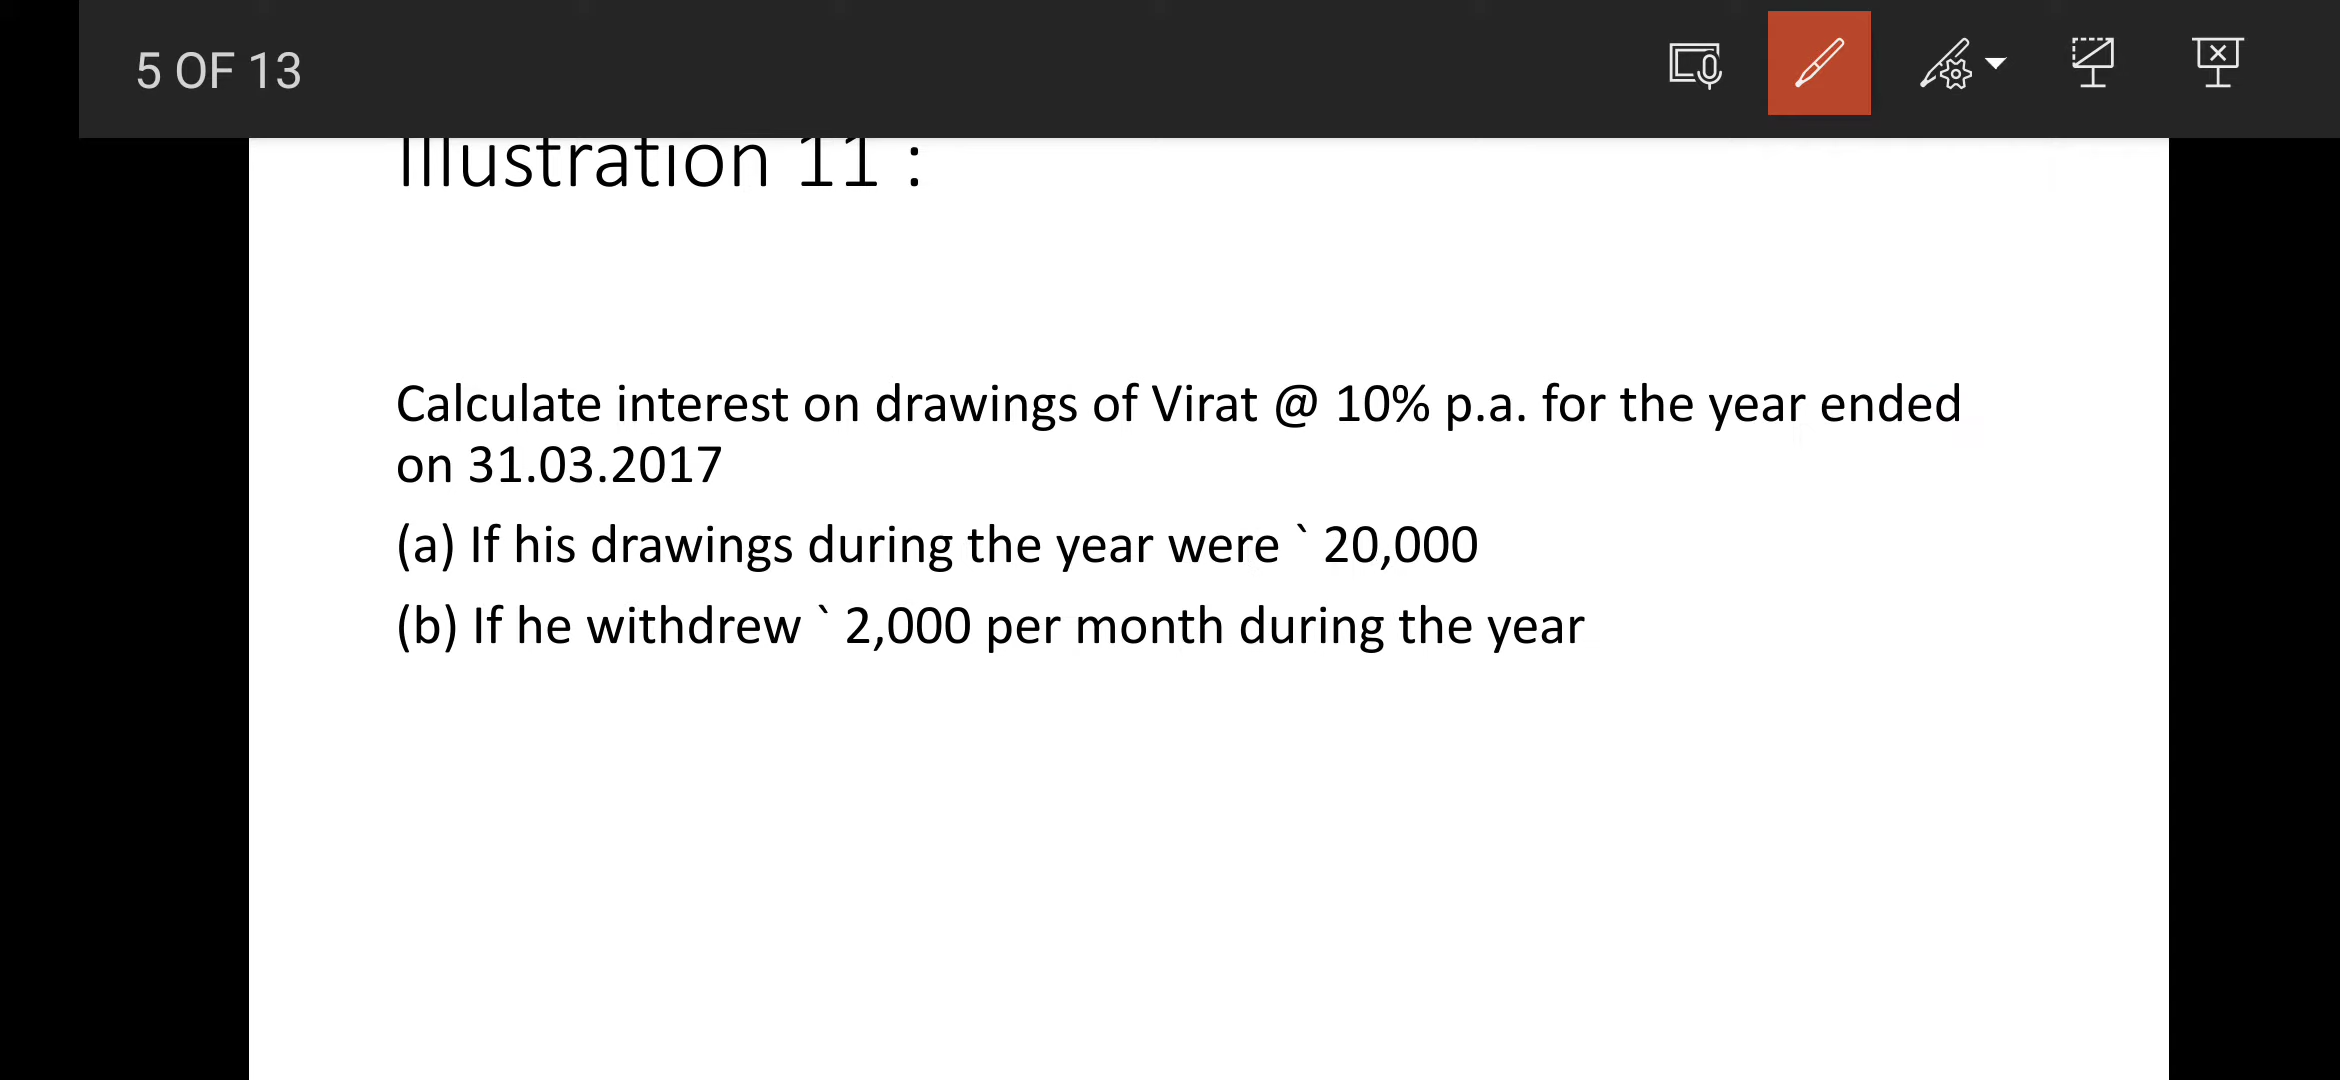 5 OF 13
Illustration 11 :
Calculate interest on drawings of Virat @ 10% p.a. for the year ended
on 31.03.2017
(a) If his drawings during the year were ` 20,000
(b) If he withdrew ` 2,000 per month during the year